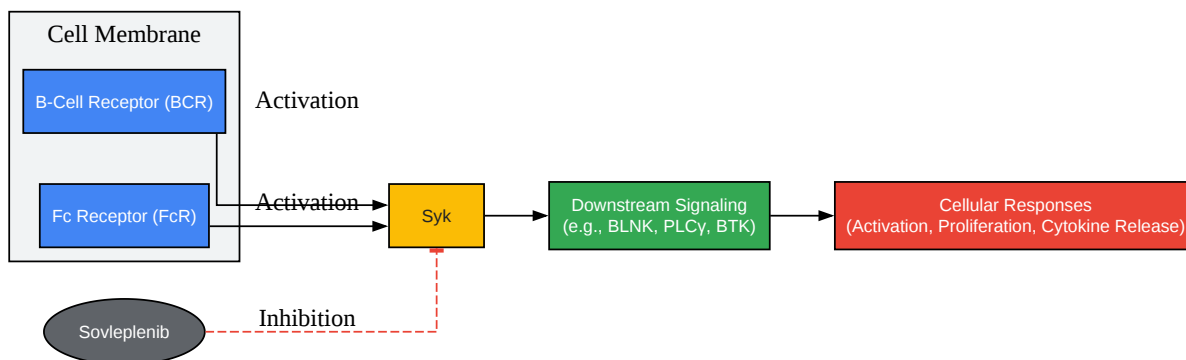 Cell Membrane
B-Cell Receptor (BCR)
Activation
Fc Receptor (FcR)
Activation
Syk
Downstream Signaling
(e.g., BLNK, PLCγ, BTK)
Cellular Responses
(Activation, Proliferation, Cytokine Release)
Sovleplenib
Inhibition